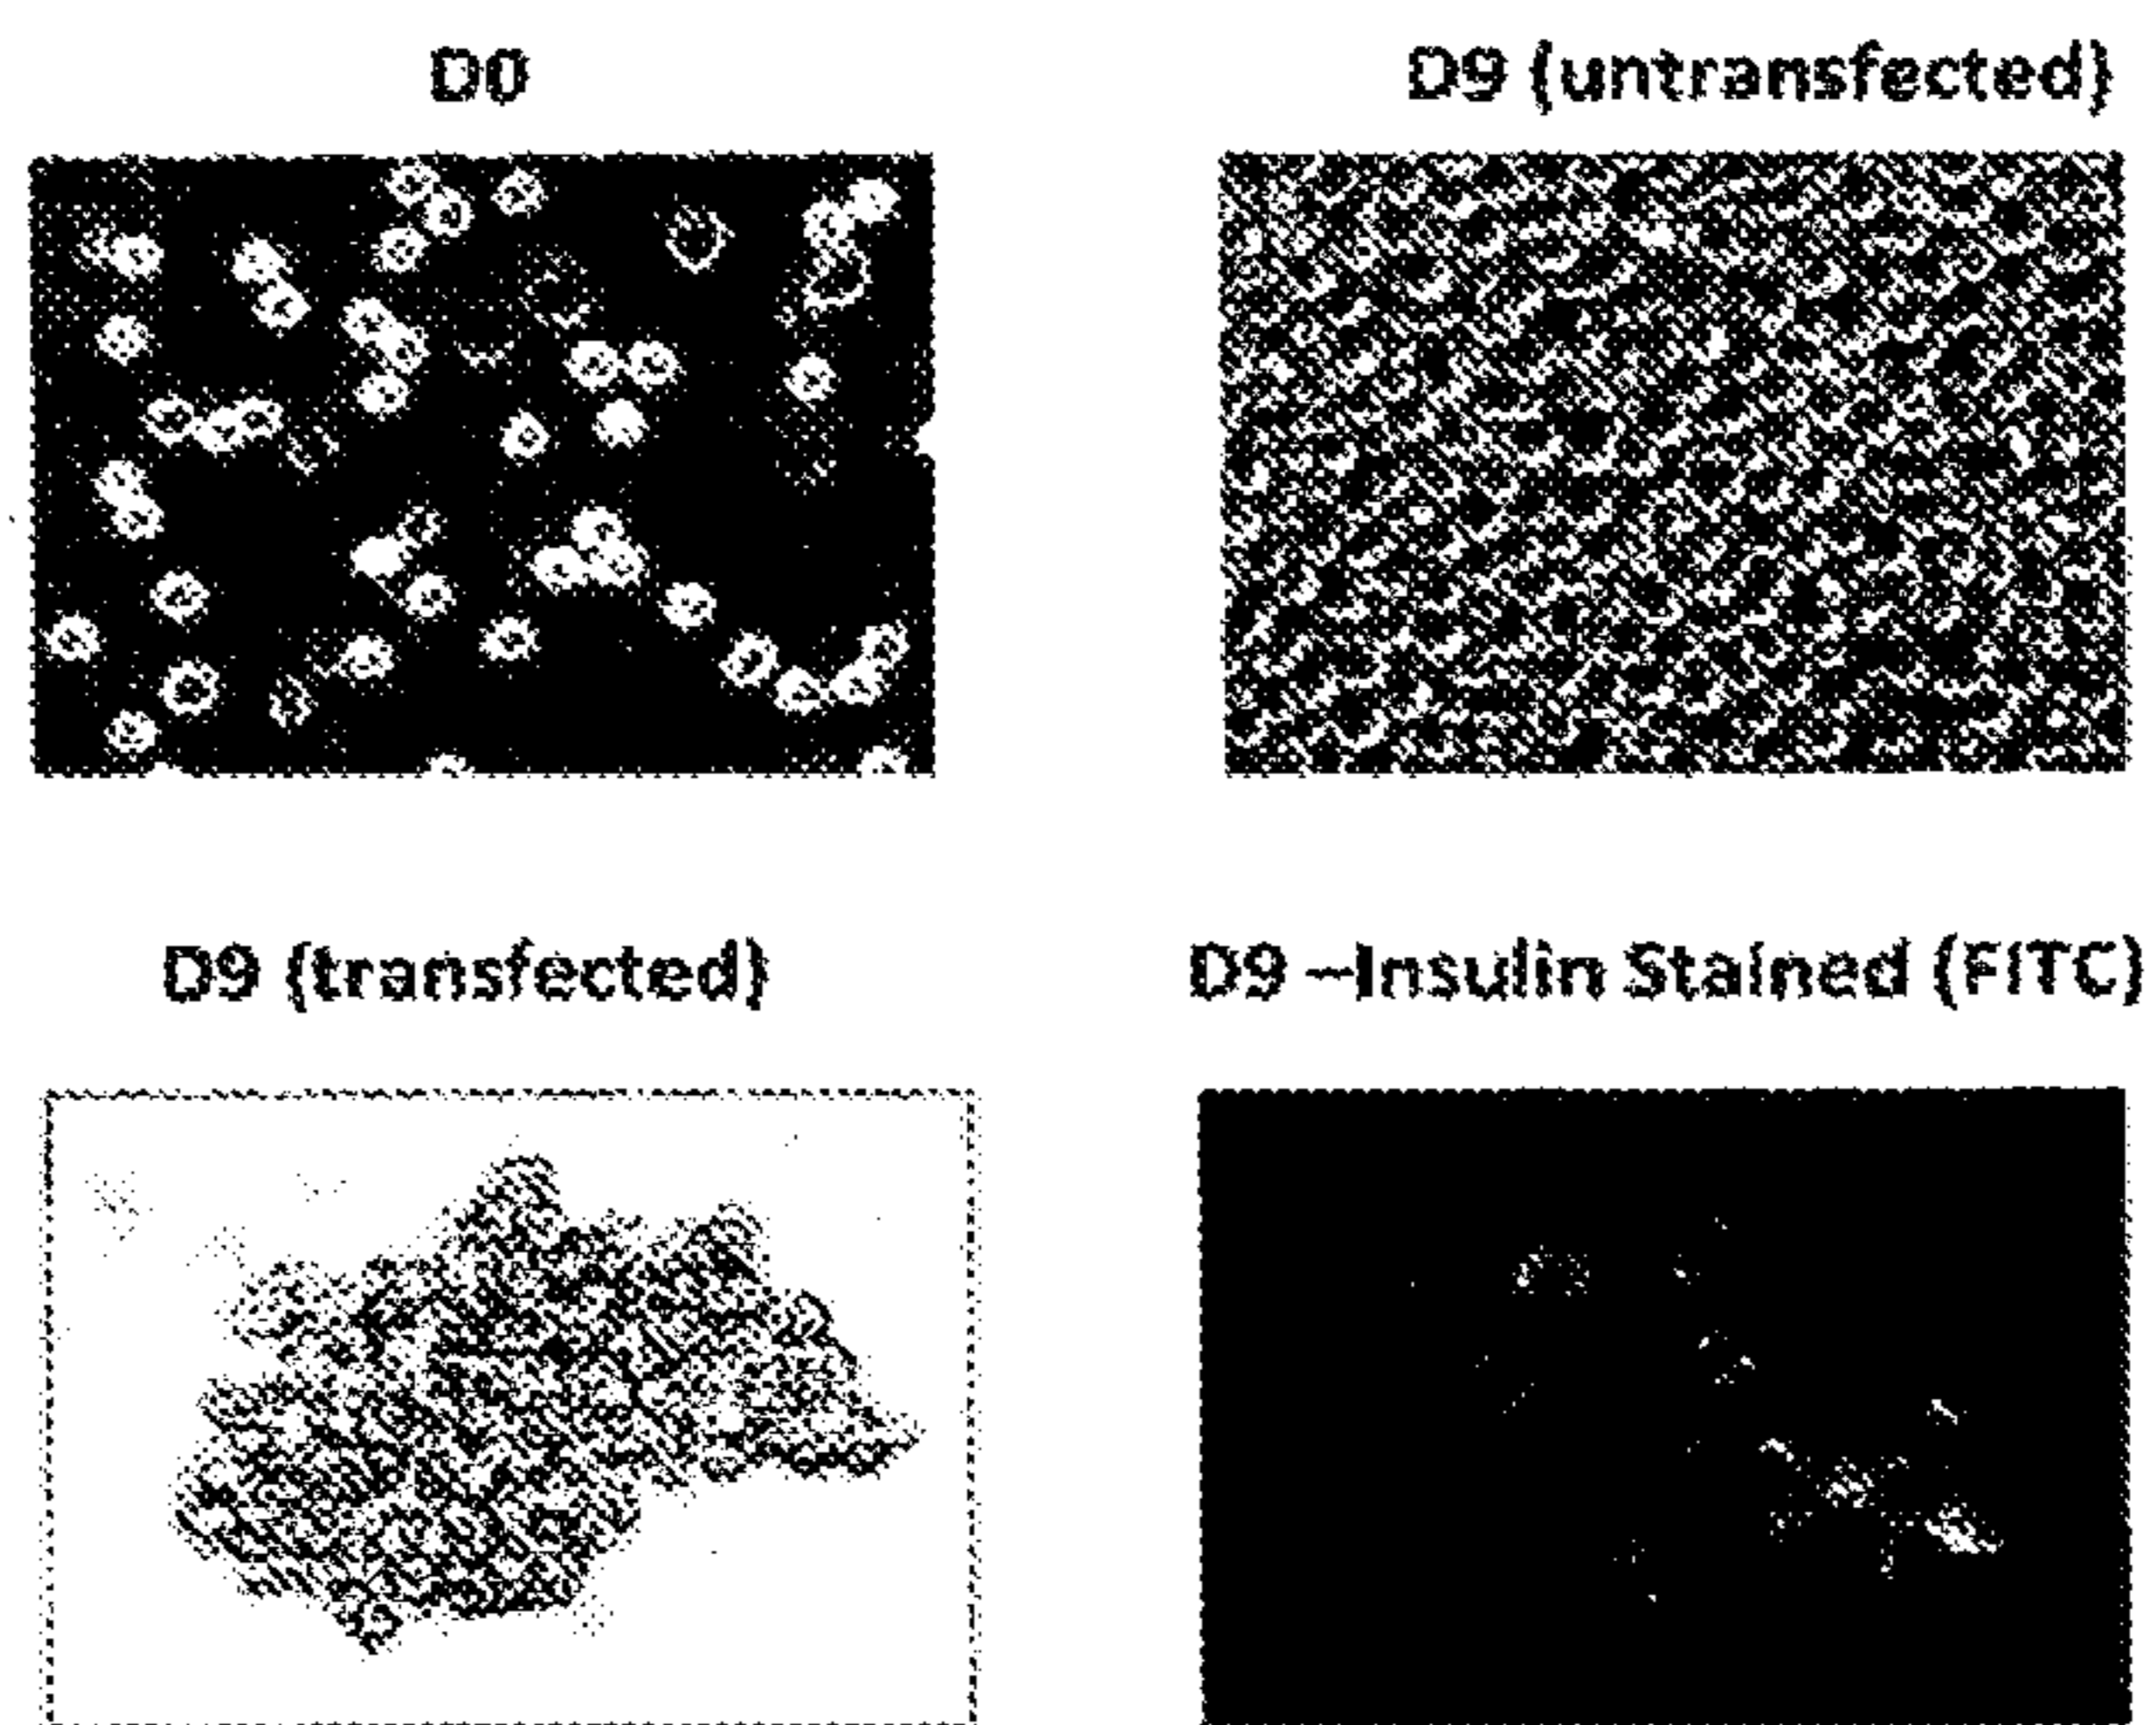 D0
D9 (untransfected)
D9 (transfected)
D9 –Insulin Stained (FITC)